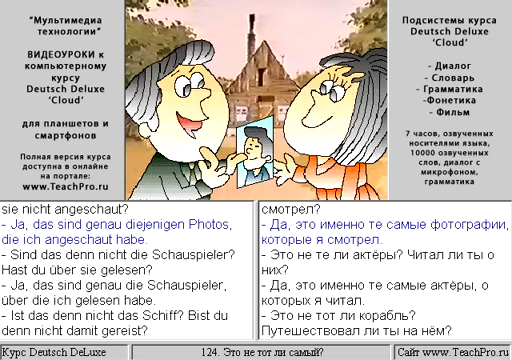 "Мультимедиа
технологии"
ВИДЕОУРОКИ к
компьютерному
курсу
Deutsch Deluxe
'Cloud'
для планшетов и
смартфонов
Полная версия курса
доступна в онлайне
на портале:
www.TeachPro.ru
Подсистемы курса
Deutsch Deluxe
'Cloud'
- Диалог
- Словарь
- Грамматика
-Фонетика
- Фильм
7 часов, озвученных
носителями языка,
10000 озвученных
слов, диалог с
микрофоном,
грамматика
sie nicht angeschaut?
- Ja, das sind genau diejenigen Photos,
die ich angeschaut habe.
- Sind das denn nicht die Schauspieler?
Hast du über sie gelesen?
- Ja, das sind genau die Schauspieler,
über die ich gelesen habe.
- Ist das denn nicht das Schiff? Bist du
denn nicht damit gereist?
смотрел?
- Да, это именно те самые фотографии,
которые я смотрел.
- Это не те ли актёры? Читал ли ты о
них?
- Да, это именно те самые актёры, о
которых я читал.
- Это не тот ли корабль?
Путешествовал ли ты на нём?
Курс Deutsch DeLuxe
124. Это не тот ли самый?
Сайт www.TeachPro.ru